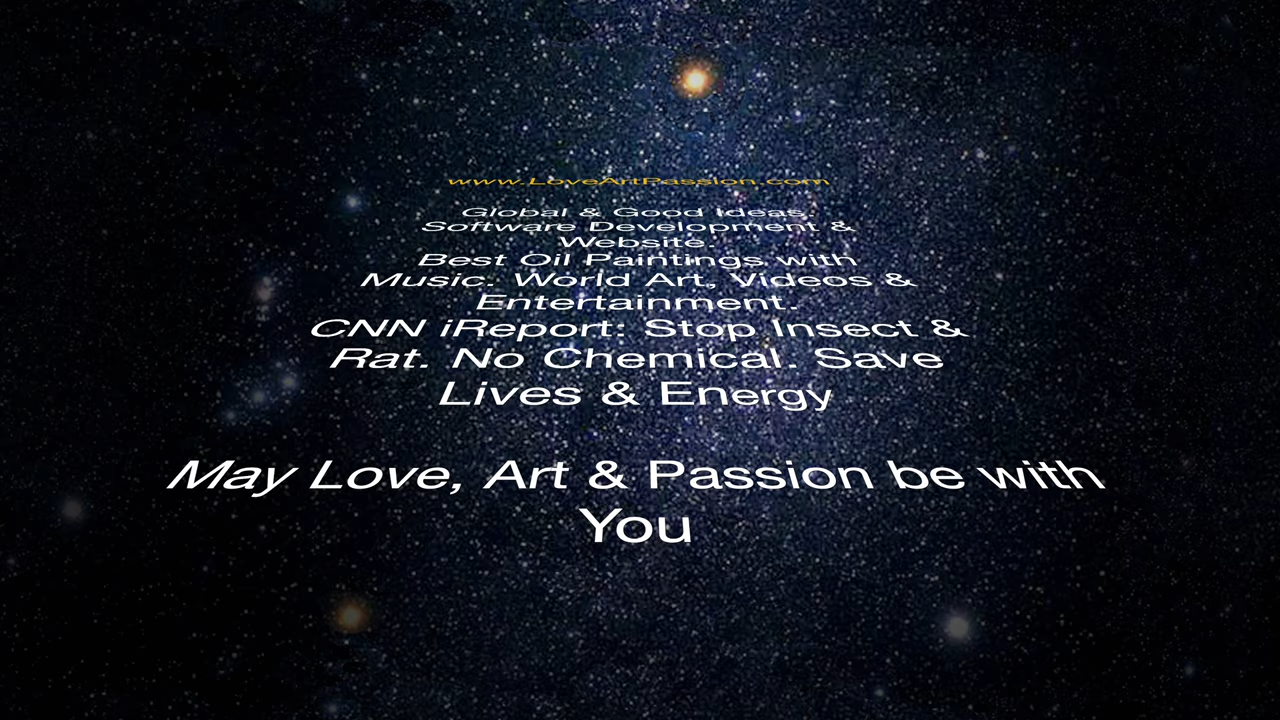 www.LoveArtPassion.com
Global & Good Ideas.
Software Development &
Website.
Best Oil Paintings with
Music. World Art, Videos &
Entertainment.
CNN iReport: Stop Insect &
Rat. No Chemical. Save
Lives & Energy
May Love, Art & Passion be with
You